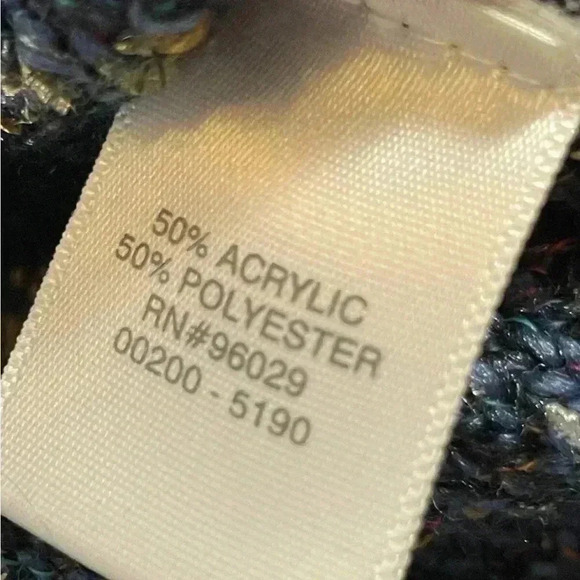 50% ACRYLIC
50% POLYESTER
RN#96029
00200 - 5190